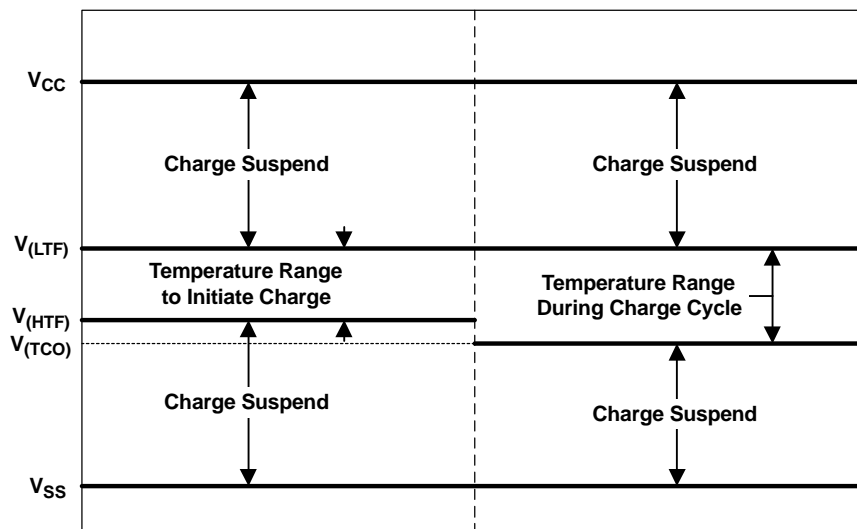 V(CC)
Charge Suspend
Charge Suspend
V(LTF)
Temperature Range
to Initiate Charge
Temperature Range
During Charge Cycle
V(HTF)
V(TCO)
Charge Suspend
Charge Suspend
VSS